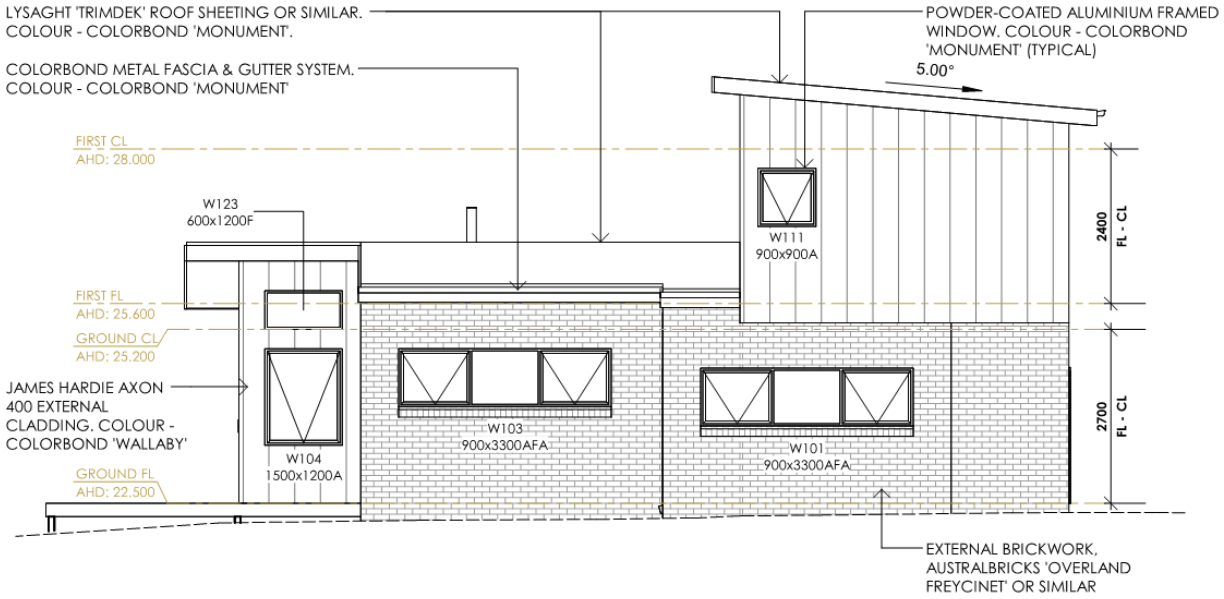 LYSAGHT 'TRIMDEK' ROOF SHEETING OR SIMILAR.
COLOUR - COLORBOND 'MONUMENT'.
COLORBOND METAL FASCIA & GUTTER SYSTEM.
COLOUR - COLORBOND 'MONUMENT'
POWDER-COATED ALUMINIUM FRAMED
WINDOW. COLOUR - COLORBOND
'MONUMENT' (TYPICAL)
5.00°
FIRST CL
AHD: 28.000
W123
600x1200F
W111
900x900A
2400
FL - CL
FIRST FL
AHD: 25.600
GROUND CL
AHD: 25.200
JAMES HARDIE AXON
400 EXTERNAL
CLADDING. COLOUR -
COLORBOND 'WALLABY'
W104
1500x1200A
W103
900x3300AFA
W101
900x3300AFA
2700
FL - CL
GROUND FL
AHD: 22.500
EXTERNAL BRICKWORK,
AUSTRALBRICKS 'OVERLAND
FREYCINET' OR SIMILAR